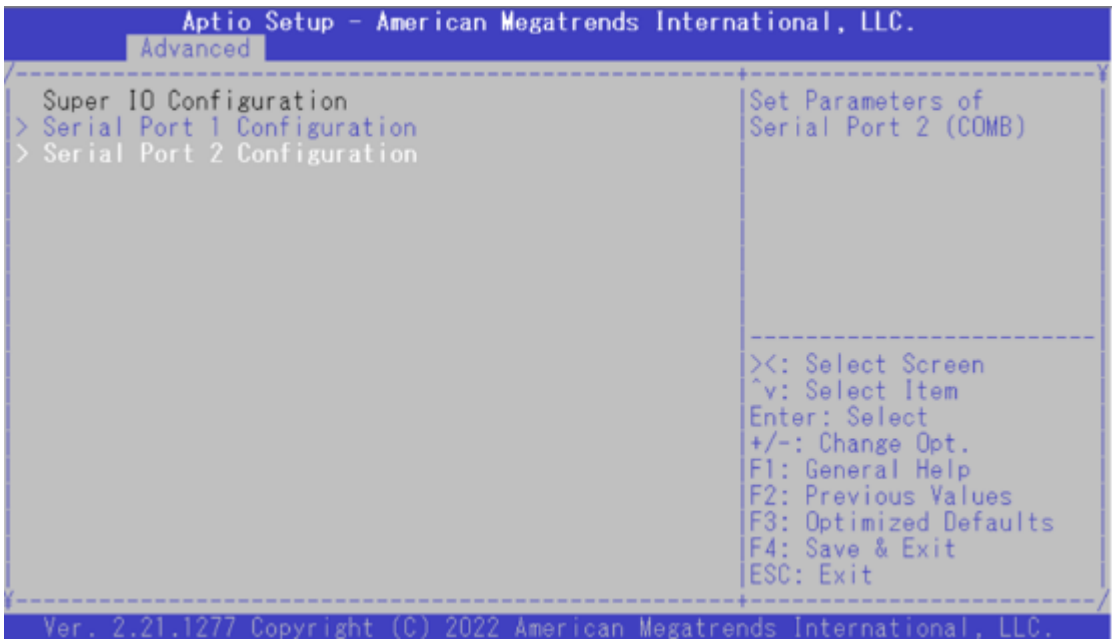 Aptio Setup - American Megatrends International, LLC.
Advanced
Super IO Configuration
> Serial Port 1 Configuration
> Serial Port 2 Configuration
Set Parameters of
Serial Port 2 (COMB)
><: Select Screen
^v: Select Item
Enter: Select
+/-: Change Opt.
F1: General Help
F2: Previous Values
F3: Optimized Defaults
F4: Save & Exit
ESC: Exit
Ver. 2.21.1277 Copyright (C) 2022 American Megatrends International, LLC.